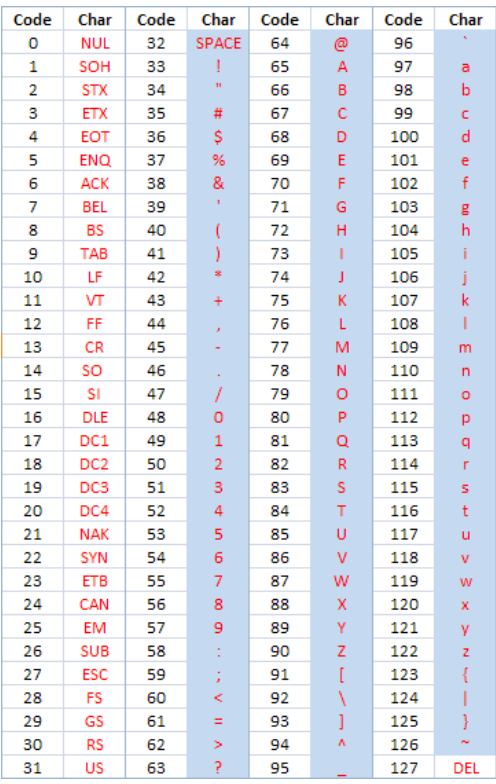 Code Char Code Char Code Char Code Char
0 NUL 32 SPACE 64 @ 96 `
1 SOH 33 ! 65 A 97 a
2 STX 34 " 66 B 98 b
3 ETX 35 # 67 C 99 c
4 EOT 36 $ 68 D 100 d
5 ENQ 37 % 69 E 101 e
6 ACK 38 & 70 F 102 f
7 BEL 39 ' 71 G 103 g
8 BS 40 ( 72 H 104 h
9 TAB 41 ) 73 I 105 i
10 LF 42 * 74 J 106 j
11 VT 43 + 75 K 107 k
12 FF 44 , 76 L 108 l
13 CR 45 - 77 M 109 m
14 SO 46 . 78 N 110 n
15 SI 47 / 79 O 111 o
16 DLE 48 0 80 P 112 p
17 DC1 49 1 81 Q 113 q
18 DC2 50 2 82 R 114 r
19 DC3 51 3 83 S 115 s
20 DC4 52 4 84 T 116 t
21 NAK 53 5 85 U 117 u
22 SYN 54 6 86 V 118 v
23 ETB 55 7 87 W 119 w
24 CAN 56 8 88 X 120 x
25 EM 57 9 89 Y 121 y
26 SUB 58 : 90 Z 122 z
27 ESC 59 ; 91 [ 123 {
28 FS 60 < 92 \ 124 |
29 GS 61 = 93 ] 125 }
30 RS 62 > 94 ^ 126 ~
31 US 63 ? 95 _ 127 DEL